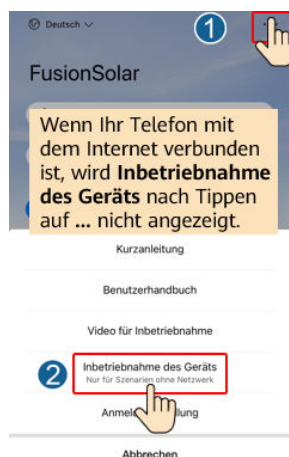 Deutsch
1
FusionSolar
Wenn Ihr Telefon mit
dem Internet verbunden
ist, wird Inbetriebnahme
des Geräts nach Tippen
auf ... nicht angezeigt.
Kurzanleitung
Benutzerhandbuch
Video für Inbetriebnahme
2
Inbetriebnahme des Geräts
Nur für Szenarien ohne Netzwerk
Abbrechen